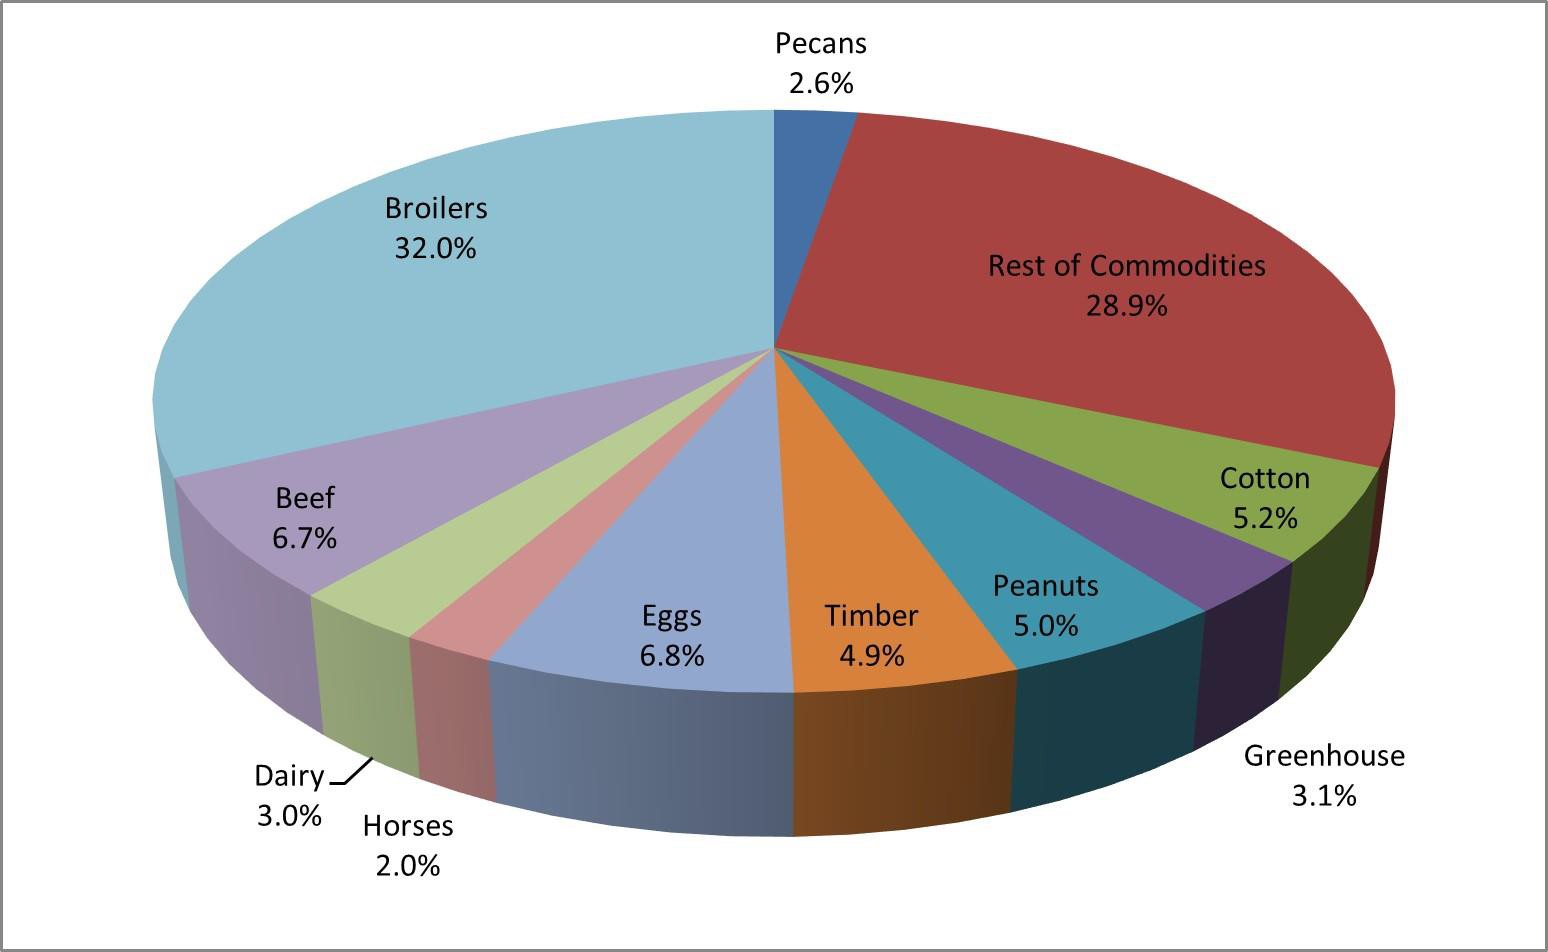 Pecans
2.6%
Broilers
32.0%
Rest of Commodities
28.9%
Cotton
5.2%
Beef
6.7%
Peanuts
5.0%
Eggs
6.8%
Timber
4.9%
Greenhouse
3.1%
Dairy
3.0%
Horses
2.0%